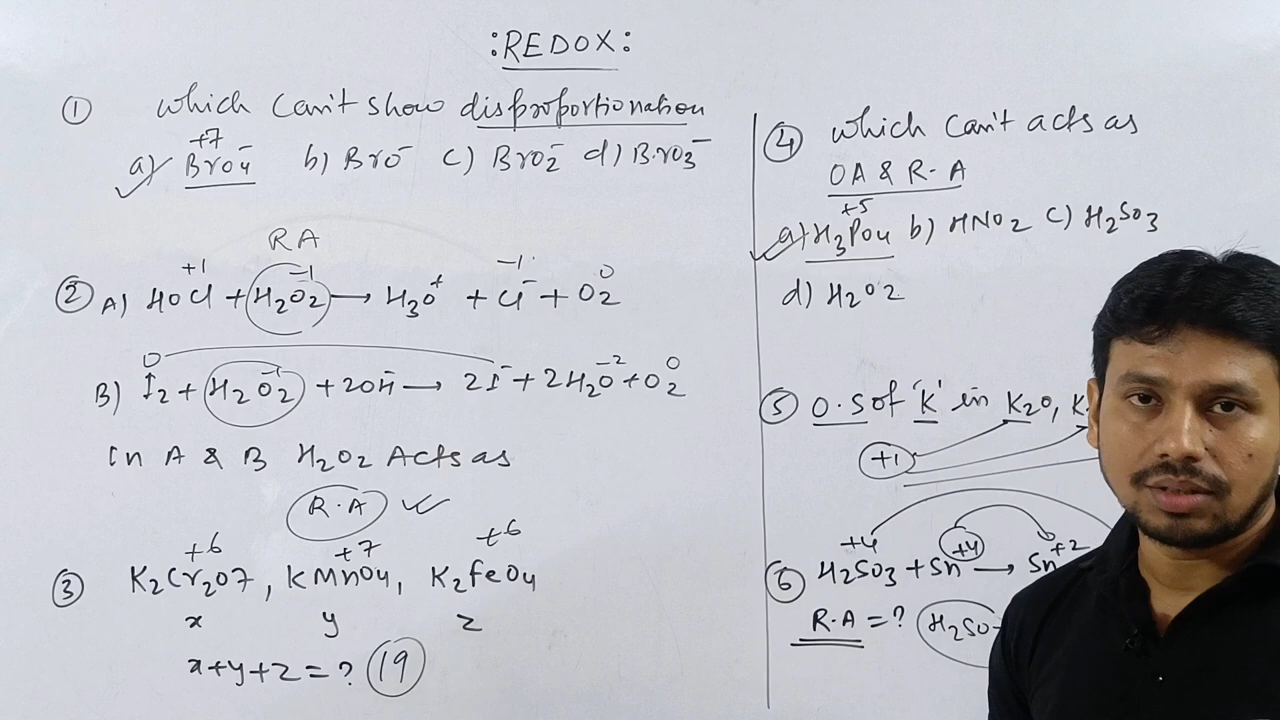 :REDOX:
① which can't show disproportionation
+7
a) BrO4⁻ b) BrO⁻ c) BrO2⁻ d) BrO3⁻
RA
+1 -1 -1 0
② A) HOCl + H2O2 → H3O⁺ + Cl⁻ + O2
0 -1 -2 0
B) I2 + H2O2 + 2OH⁻ → 2I⁻ + 2H2O + O2
In A & B H2O2 Acts as
R.A
+6 +7 +6
③ K2Cr2O7, KMnO4, K2FeO4
x y z
x+y+z = ? 19
④ which can't acts as
OA & R.A
+5
a) H3PO4 b) HNO2 c) H2SO3
d) H2O2
⑤ O.S of 'K' in K2O, K
+1
+4
⑥ H2SO3 + Sn⁺⁴ → Sn⁺²
R.A = ? H2SO